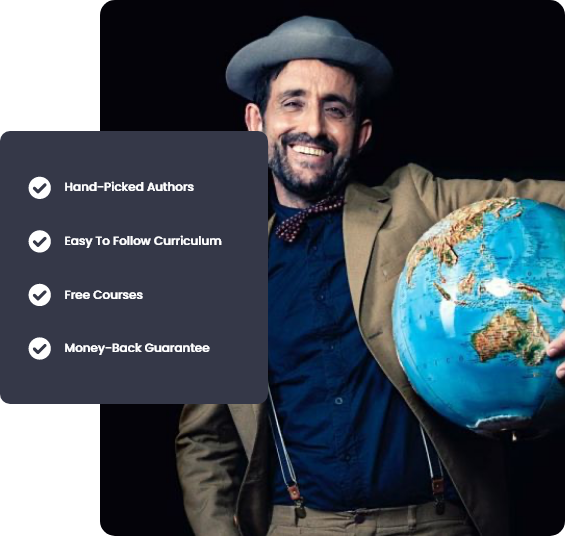 Hand-Picked Authors
Easy To Follow Curriculum
Free Courses
Money-Back Guarantee